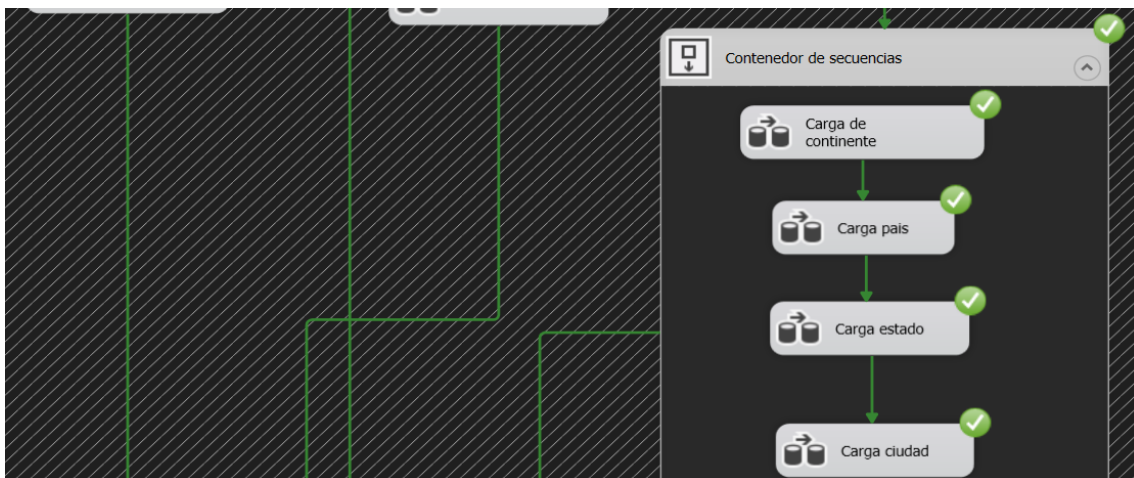 Contenedor de secuencias
Carga de
continente
Carga pais
Carga estado
Carga ciudad